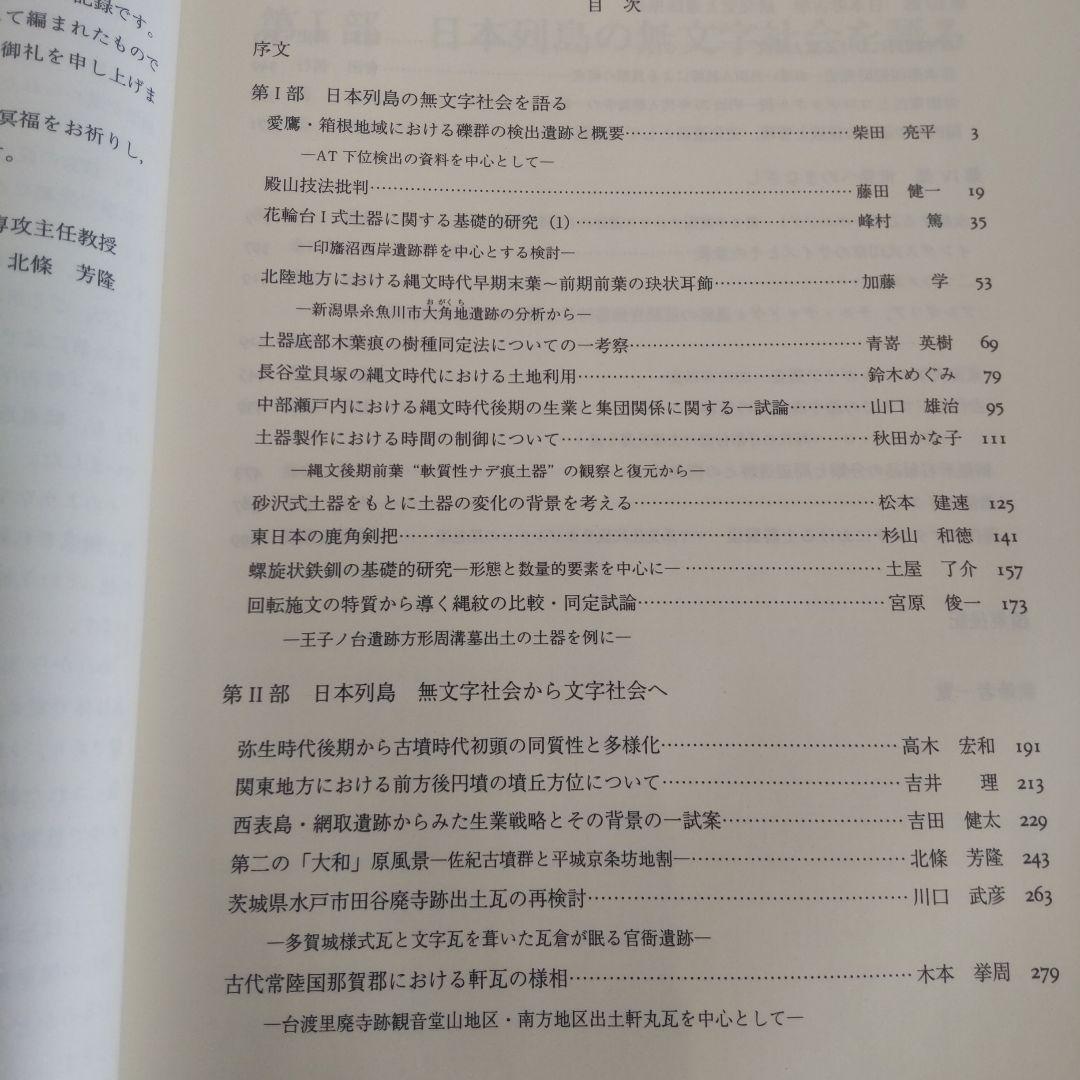 記録です。
て編まれたもので
御礼を申し上げま
冥福をお祈りし,
す。
専攻主任教授
北條 芳隆
目 次
序文
第 I 部 日本列島の無文字社会を語る
愛鷹・箱根地域における礫群の検出遺跡と概要 柴田 亮平 3
—AT 下位検出の資料を中心として—
殿山技法批判 藤田 健一 19
花輪台 I 式土器に関する基礎的研究（1） 峰村 篤 35
—印旛沼西岸遺跡群を中心とする検討—
北陸地方における縄文時代早期末葉～前期前葉の玦状耳飾 加藤 学 53
おがくち
—新潟県糸魚川市大角地遺跡の分析から—
土器底部木葉痕の樹種同定法についての一考察 青嵜 英樹 69
長谷堂貝塚の縄文時代における土地利用 鈴木めぐみ 79
中部瀬戸内における縄文時代後期の生業と集団関係に関する一試論 山口 雄治 95
土器製作における時間の制御について 秋田かな子 111
—縄文後期前葉“軟質性ナデ痕土器”の観察と復元から—
砂沢式土器をもとに土器の変化の背景を考える 松本 建速 125
東日本の鹿角剣把 杉山 和徳 141
螺旋状鉄釧の基礎的研究—形態と数量的要素を中心に— 土屋 了介 157
回転施文の特質から導く縄紋の比較・同定試論 宮原 俊一 173
—王子ノ台遺跡方形周溝墓出土の土器を例に—
第 II 部 日本列島 無文字社会から文字社会へ
弥生時代後期から古墳時代初頭の同質性と多様化 高木 宏和 191
関東地方における前方後円墳の墳丘方位について 吉井 理 213
西表島・網取遺跡からみた生業戦略とその背景の一試案 吉田 健太 229
第二の「大和」原風景—佐紀古墳群と平城京条坊地割— 北條 芳隆 243
茨城県水戸市田谷廃寺跡出土瓦の再検討 川口 武彦 263
—多賀城様式瓦と文字瓦を葺いた瓦倉が眠る官衙遺跡—
古代常陸国那賀郡における軒瓦の様相 木本 挙周 279
—台渡里廃寺跡観音堂山地区・南方地区出土軒丸瓦を中心として—